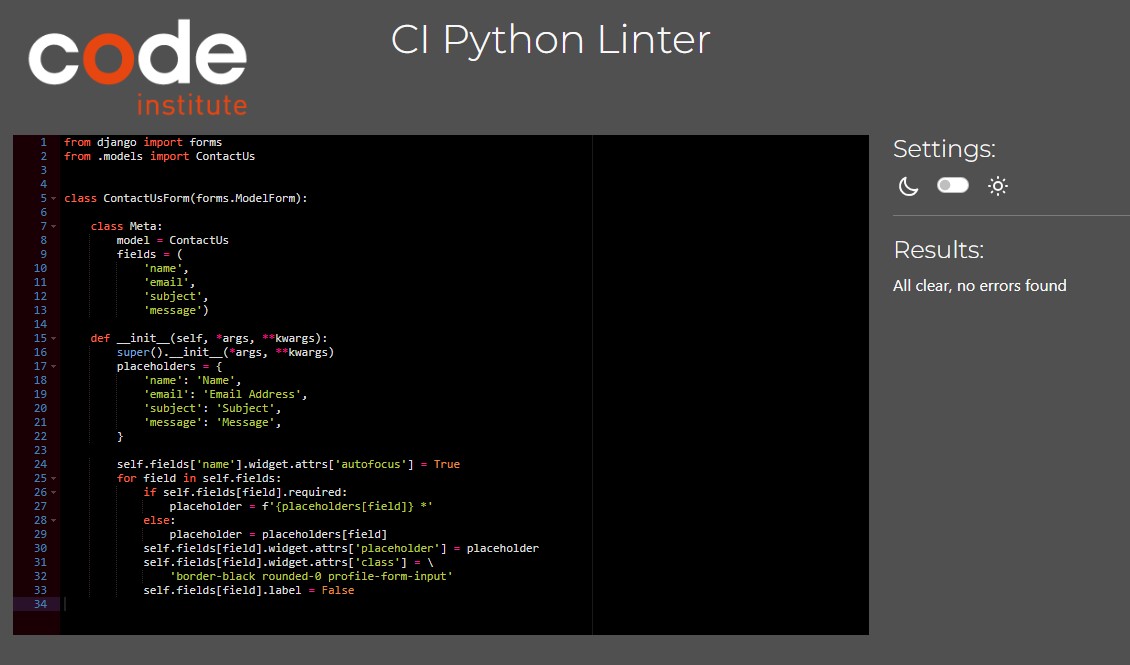 code
institute
CI Python Linter
1 from django import forms
2 from .models import ContactUs
3
4
5 class ContactUsForm(forms.ModelForm):
6
7     class Meta:
8         model = ContactUs
9         fields = (
10             'name',
11             'email',
12             'subject',
13             'message')
14
15     def __init__(self, *args, **kwargs):
16         super().__init__(*args, **kwargs)
17         placeholders = {
18             'name': 'Name',
19             'email': 'Email Address',
20             'subject': 'Subject',
21             'message': 'Message',
22         }
23
24         self.fields['name'].widget.attrs['autofocus'] = True
25         for field in self.fields:
26             if self.fields[field].required:
27                 placeholder = f'{placeholders[field]} *'
28             else:
29                 placeholder = placeholders[field]
30             self.fields[field].widget.attrs['placeholder'] = placeholder
31             self.fields[field].widget.attrs['class'] = \
32                 'border-black rounded-0 profile-form-input'
33             self.fields[field].label = False
34
Settings:
Results:
All clear, no errors found